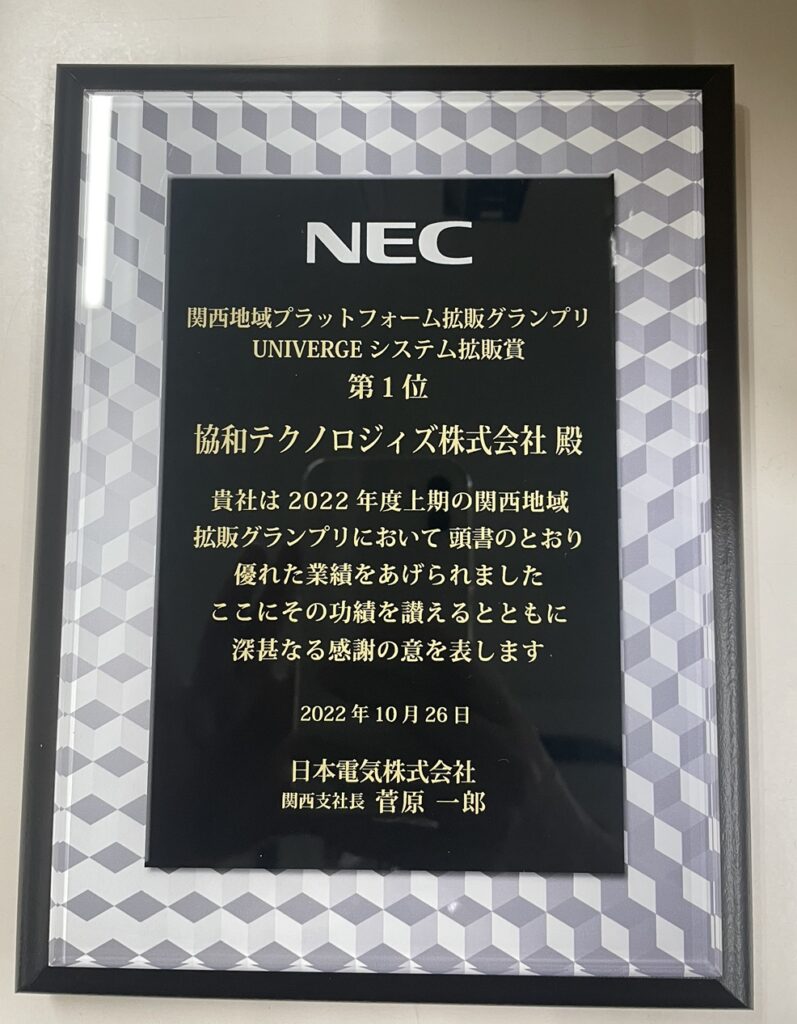 NEC
関西地域プラットフォーム拡販グランプリ
UNIVERGE システム拡販賞
第1位
協和テクノロジィズ株式会社 殿
貴社は 2022 年度上期の関西地域
拡販グランプリにおいて 頭書のとおり
優れた業績をあげられました
ここにその功績を讃えるとともに
深甚なる感謝の意を表します
2022 年 10 月 26 日
日本電気株式会社
関西支社長 菅原 一郎